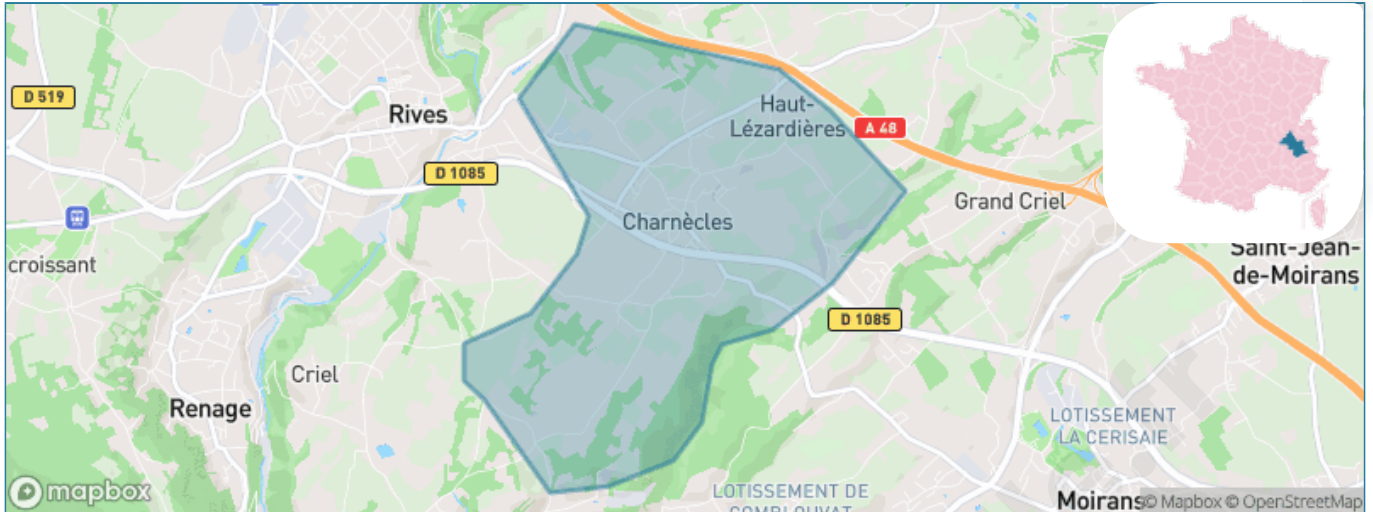 D 519
Rives
Haut-
Lézardières
A 48
D 1085
Grand Criel
Charnècles
croissant
Saint-Jean-
de-Moirans
D 1085
Criel
Renage
LOTISSEMENT
LA CERISAIE
mapbox
LOTISSEMENT DE
COMBLOUVAT
Moirans
© Mapbox © OpenStreetMap